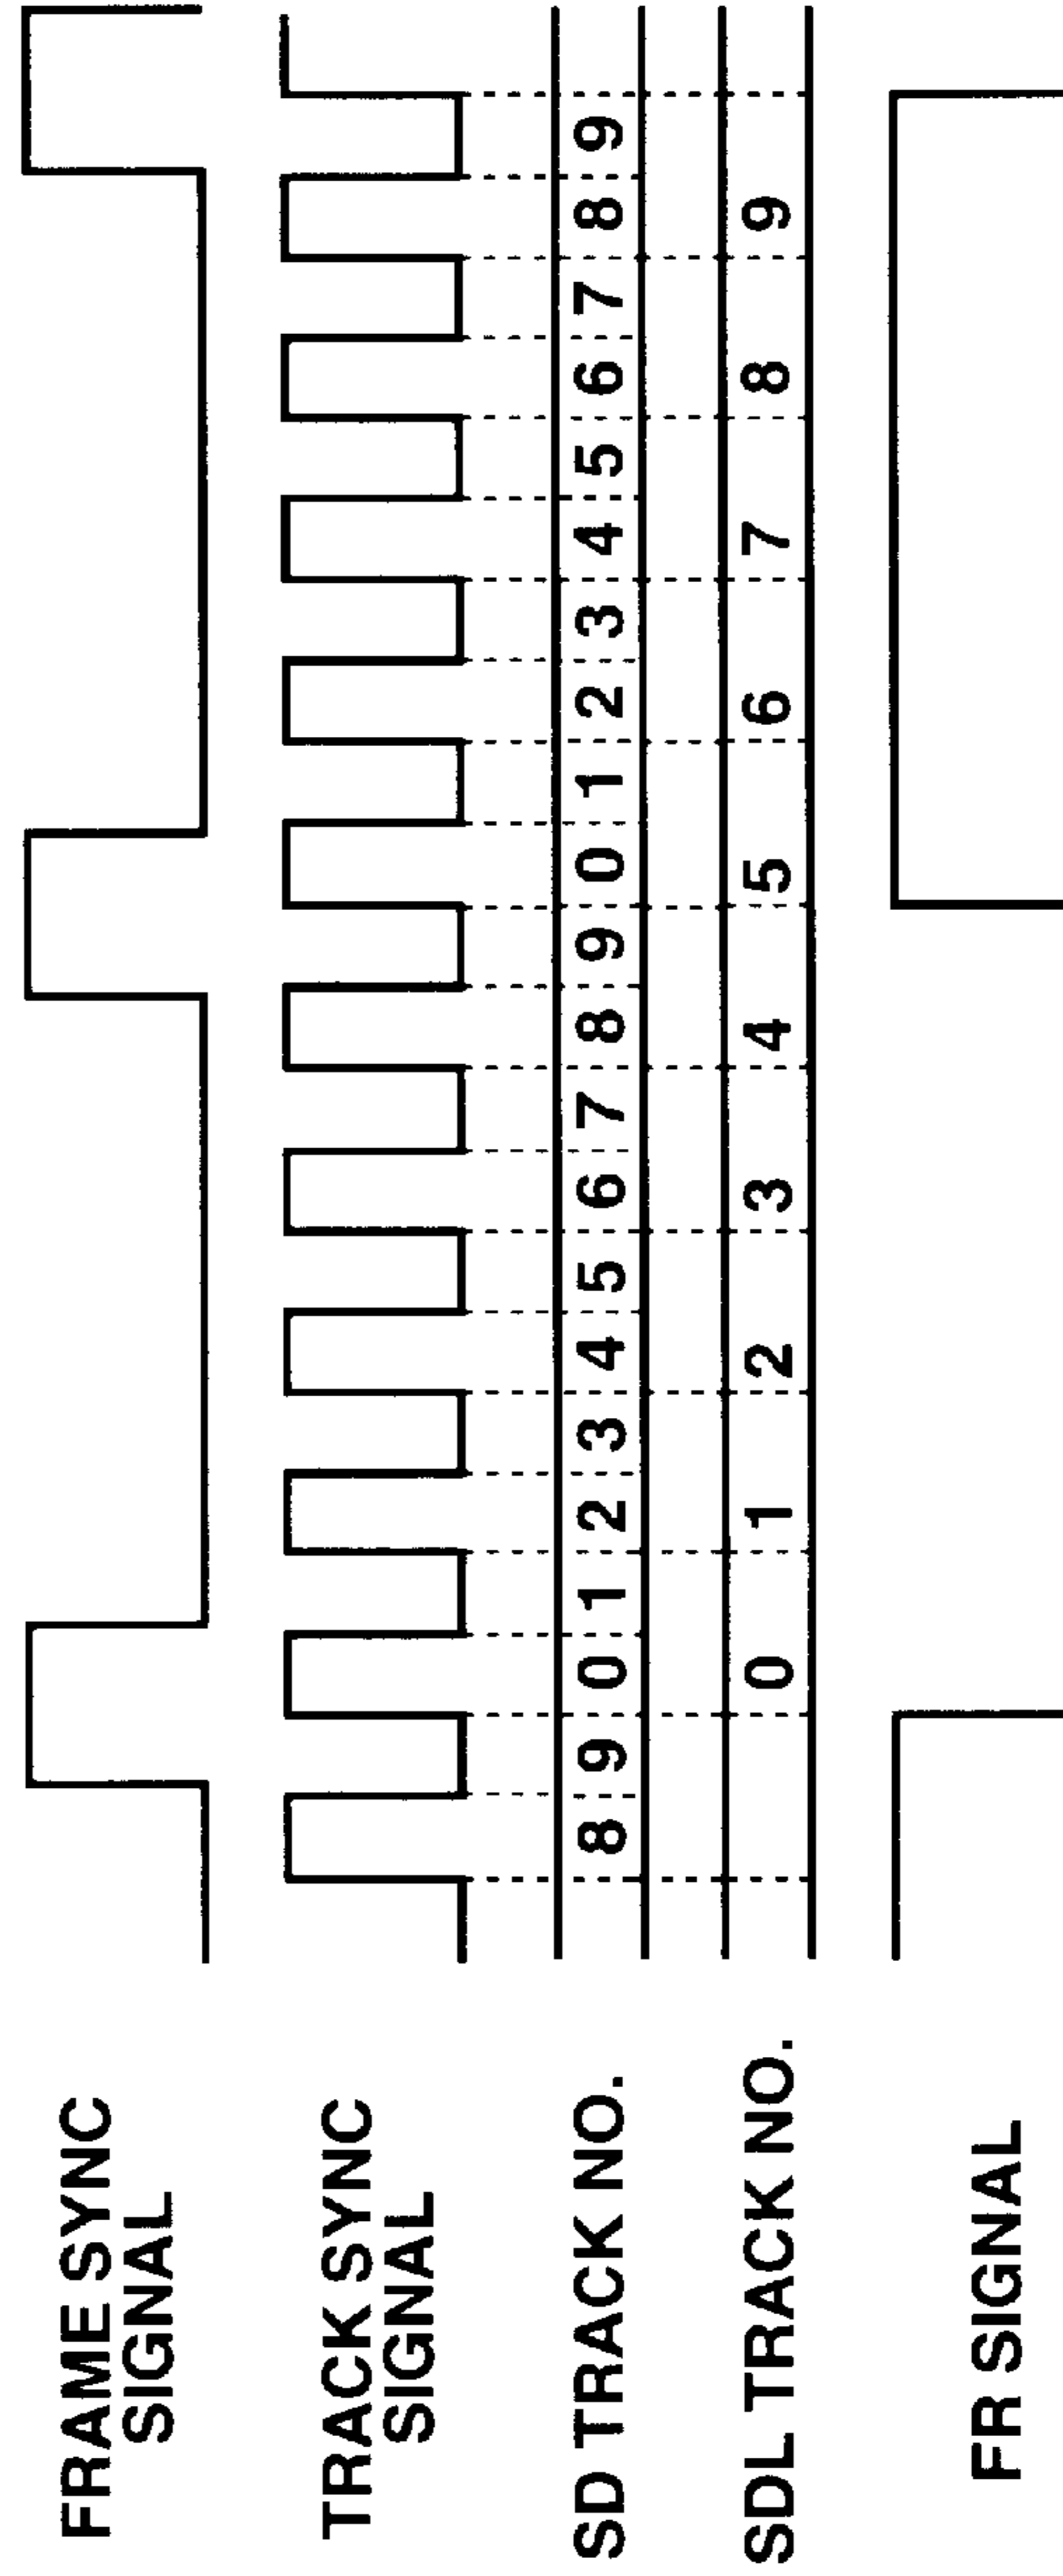 FRAME SYNC
SIGNAL
TRACK SYNC
SIGNAL
SD TRACK NO.
8 9 0 1 2 3 4 5 6 7 8 9 0 1 2 3 4 5 6 7 8 9
SDL TRACK NO.
0 1 2 3 4 5 6 7 8 9
FR SIGNAL